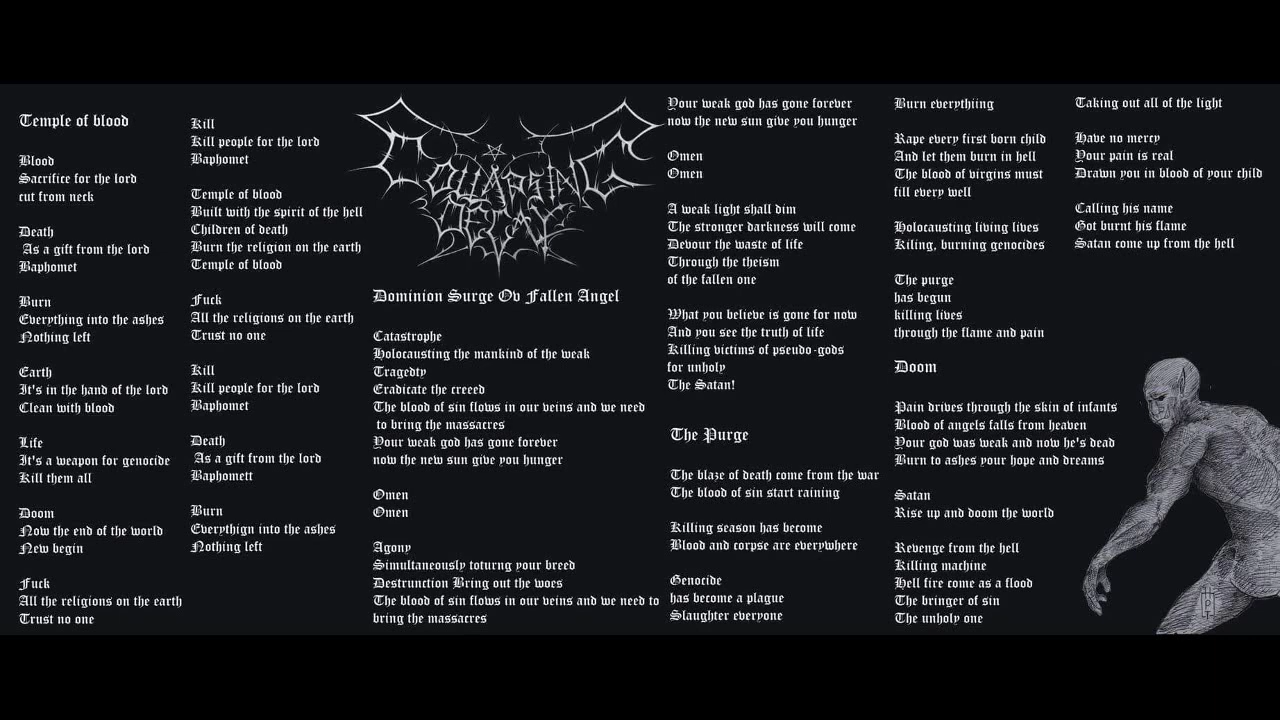 Temple of blood
Blood
Sacrifice for the lord
cut from neck
Death
As a gift from the lord
Baphomet
Burn
Everything into the ashes
Nothing left
Earth
It's in the hand of the lord
Clean with blood
Life
It's a weapon for genocide
Kill them all
Doom
Now the end of the world
New begin
Fuck
All the religions on the earth
Trust no one
Kill
Kill people for the lord
Baphomet
Temple of blood
Built with the spirit of the hell
Children of death
Burn the religion on the earth
Temple of blood
Fuck
All the religions on the earth
Trust no one
Kill
Kill people for the lord
Baphomet
Death
As a gift from the lord
Baphomett
Burn
Everythign into the ashes
Nothing left
COLLAPSING
DECAY
Dominion Surge Ov Fallen Angel
Catastrophe
Holocausting the mankind of the weak
Tragedty
Eradicate the creeed
The blood of sin flows in our veins and we need
to bring the massacres
Your weak god has gone forever
now the new sun give you hunger
Omen
Omen
Agony
Simultaneously toturng your breed
Destrunction Bring out the woes
The blood of sin flows in our veins and we need to
bring the massacres
Your weak god has gone forever
now the new sun give you hunger
Omen
Omen
A weak light shall dim
The stronger darkness will come
Devour the waste of life
Through the theism
of the fallen one
What you believe is gone for now
And you see the truth of life
Killing victims of pseudo-gods
for unholy
The Satan!
The Purge
The blaze of death come from the war
The blood of sin start raining
Killing season has become
Blood and corpse are everywhere
Genocide
has become a plague
Slaughter everyone
Burn everythiing
Rape every first born child
And let them burn in hell
The blood of virgins must
fill every well
Holocausting living lives
Kiling, burning genocides
The purge
has begun
killing lives
through the flame and pain
Doom
Pain drives through the skin of infants
Blood of angels falls from heaven
Your god was weak and now he's dead
Burn to ashes your hope and dreams
Satan
Rise up and doom the world
Revenge from the hell
Killing machine
Hell fire come as a flood
The bringer of sin
The unholy one
Taking out all of the light
Have no mercy
Your pain is real
Drawn you in blood of your child
Calling his name
Got burnt his flame
Satan come up from the hell